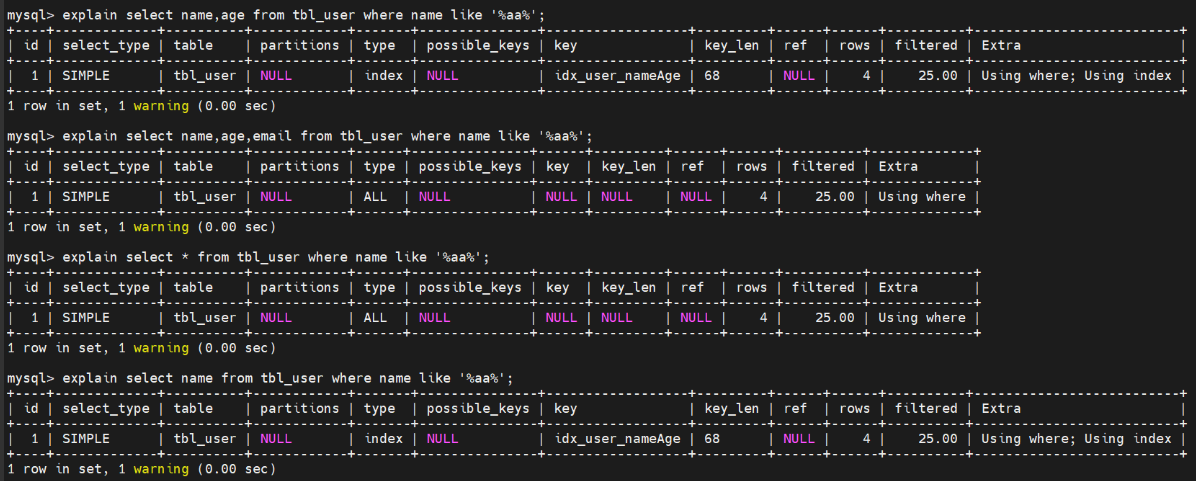 mysql> explain select name,age from tbl_user where name like '%aa%';
+----+-------------+----------+------------+-------+---------------+------------------+---------+------+------+----------+--------------------------+
| id | select_type | table    | partitions | type  | possible_keys | key              | key_len | ref  | rows | filtered | Extra                    |
+----+-------------+----------+------------+-------+---------------+------------------+---------+------+------+----------+--------------------------+
|  1 | SIMPLE      | tbl_user | NULL       | index | NULL          | idx_user_nameAge | 68      | NULL |    4 |    25.00 | Using where; Using index |
+----+-------------+----------+------------+-------+---------------+------------------+---------+------+------+----------+--------------------------+
1 row in set, 1 warning (0.00 sec)
mysql> explain select name,age,email from tbl_user where name like '%aa%';
+----+-------------+----------+------------+------+---------------+------+---------+------+------+----------+-------------+
| id | select_type | table    | partitions | type | possible_keys | key  | key_len | ref  | rows | filtered | Extra       |
+----+-------------+----------+------------+------+---------------+------+---------+------+------+----------+-------------+
|  1 | SIMPLE      | tbl_user | NULL       | ALL  | NULL          | NULL | NULL    | NULL |    4 |    25.00 | Using where |
+----+-------------+----------+------------+------+---------------+------+---------+------+------+----------+-------------+
1 row in set, 1 warning (0.00 sec)
mysql> explain select * from tbl_user where name like '%aa%';
+----+-------------+----------+------------+------+---------------+------+---------+------+------+----------+-------------+
| id | select_type | table    | partitions | type | possible_keys | key  | key_len | ref  | rows | filtered | Extra       |
+----+-------------+----------+------------+------+---------------+------+---------+------+------+----------+-------------+
|  1 | SIMPLE      | tbl_user | NULL       | ALL  | NULL          | NULL | NULL    | NULL |    4 |    25.00 | Using where |
+----+-------------+----------+------------+------+---------------+------+---------+------+------+----------+-------------+
1 row in set, 1 warning (0.00 sec)
mysql> explain select name from tbl_user where name like '%aa%';
+----+-------------+----------+------------+-------+---------------+------------------+---------+------+------+----------+--------------------------+
| id | select_type | table    | partitions | type  | possible_keys | key              | key_len | ref  | rows | filtered | Extra                    |
+----+-------------+----------+------------+-------+---------------+------------------+---------+------+------+----------+--------------------------+
|  1 | SIMPLE      | tbl_user | NULL       | index | NULL          | idx_user_nameAge | 68      | NULL |    4 |    25.00 | Using where; Using index |
+----+-------------+----------+------------+-------+---------------+------------------+---------+------+------+----------+--------------------------+
1 row in set, 1 warning (0.00 sec)